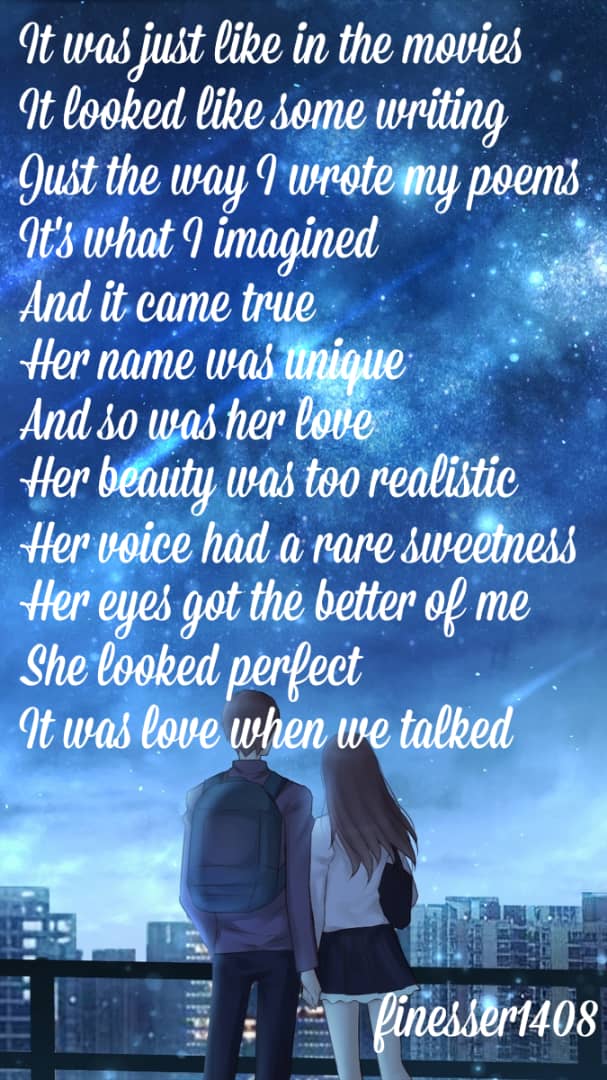 It was just like in the movies
It looked like some writing
Just the way I wrote my poems
It's what I imagined
And it came true
Her name was unique
And so was her love
Her beauty was too realistic
Her voice had a rare sweetness
Her eyes got the better of me
She looked perfect
It was love when we talked
finesser1408